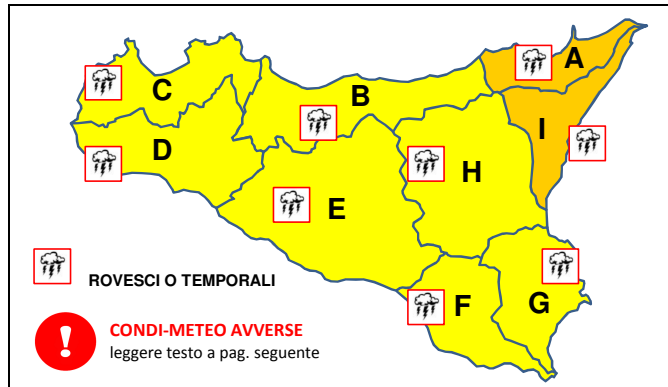 A
C
B
I
D
H
E
F
G
ROVESCI O TEMPORALI
!
CONDI-METEO AVVERSE
leggere testo a pag. seguente